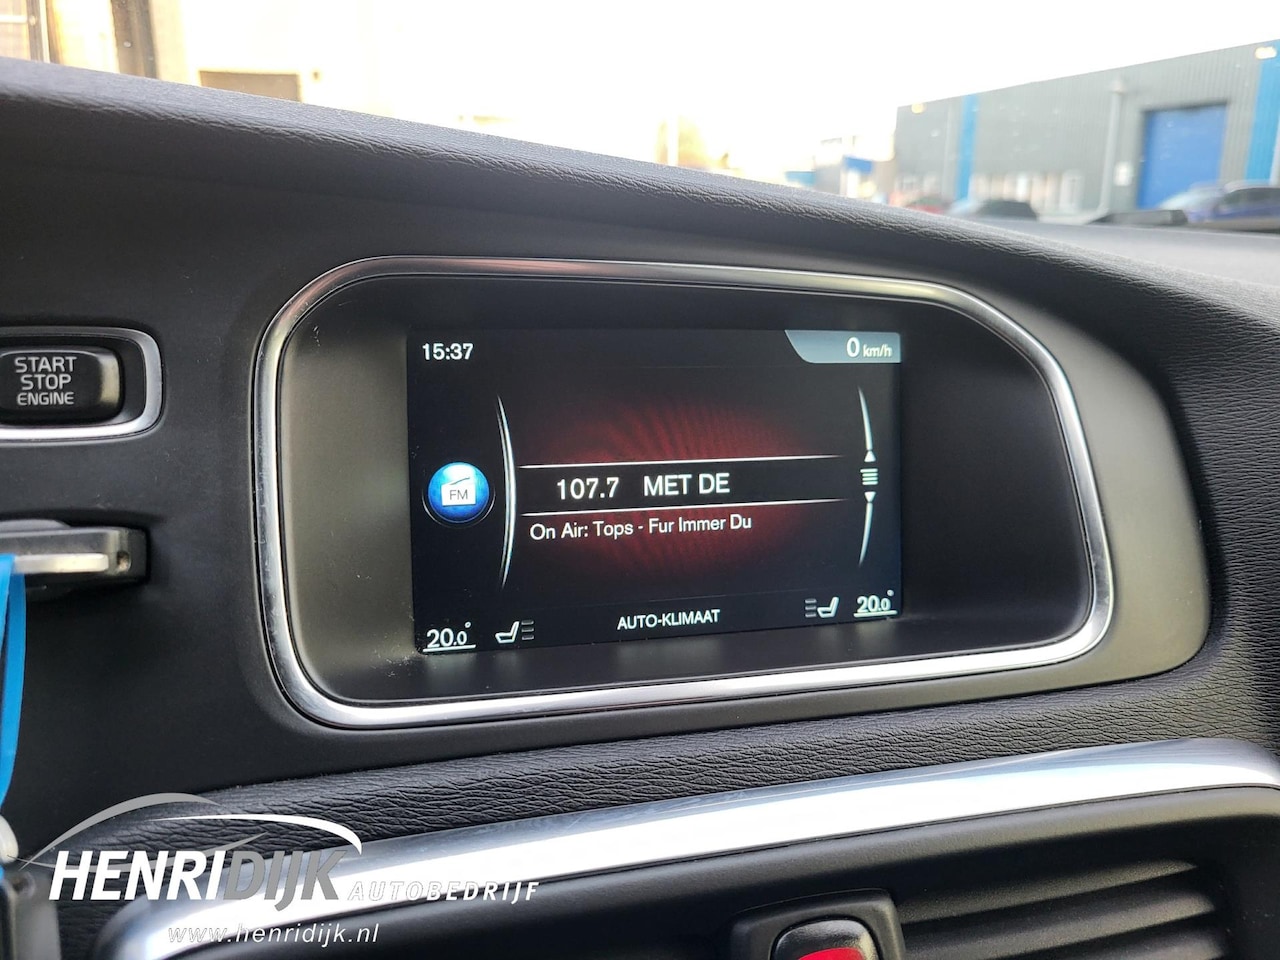 15:37
0 km/h
START
STOP
ENGINE
FM
107.7 MET DE
On Air: Tops - Fur Immer Du
AUTO-KLIMAAT
20.0°
20.0°
HENRIDIJK
AUTOBEDRIJF
www.henridijk.nl